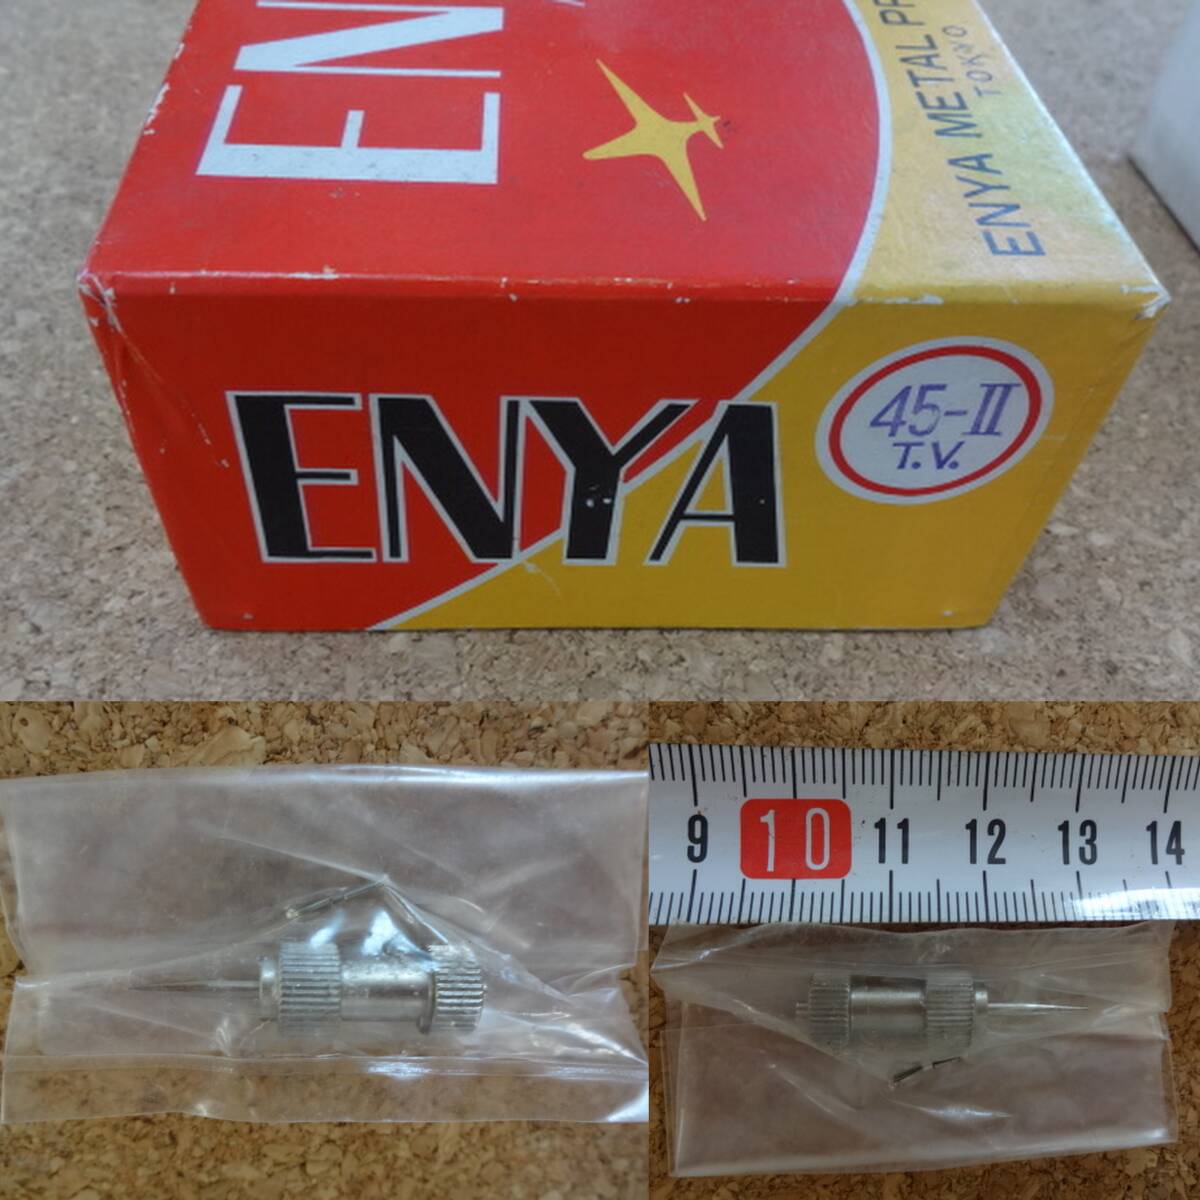 EN
ENYA METAL PR
TOKYO
ENYA
45-II
T.V.
9 10 11 12 13 14